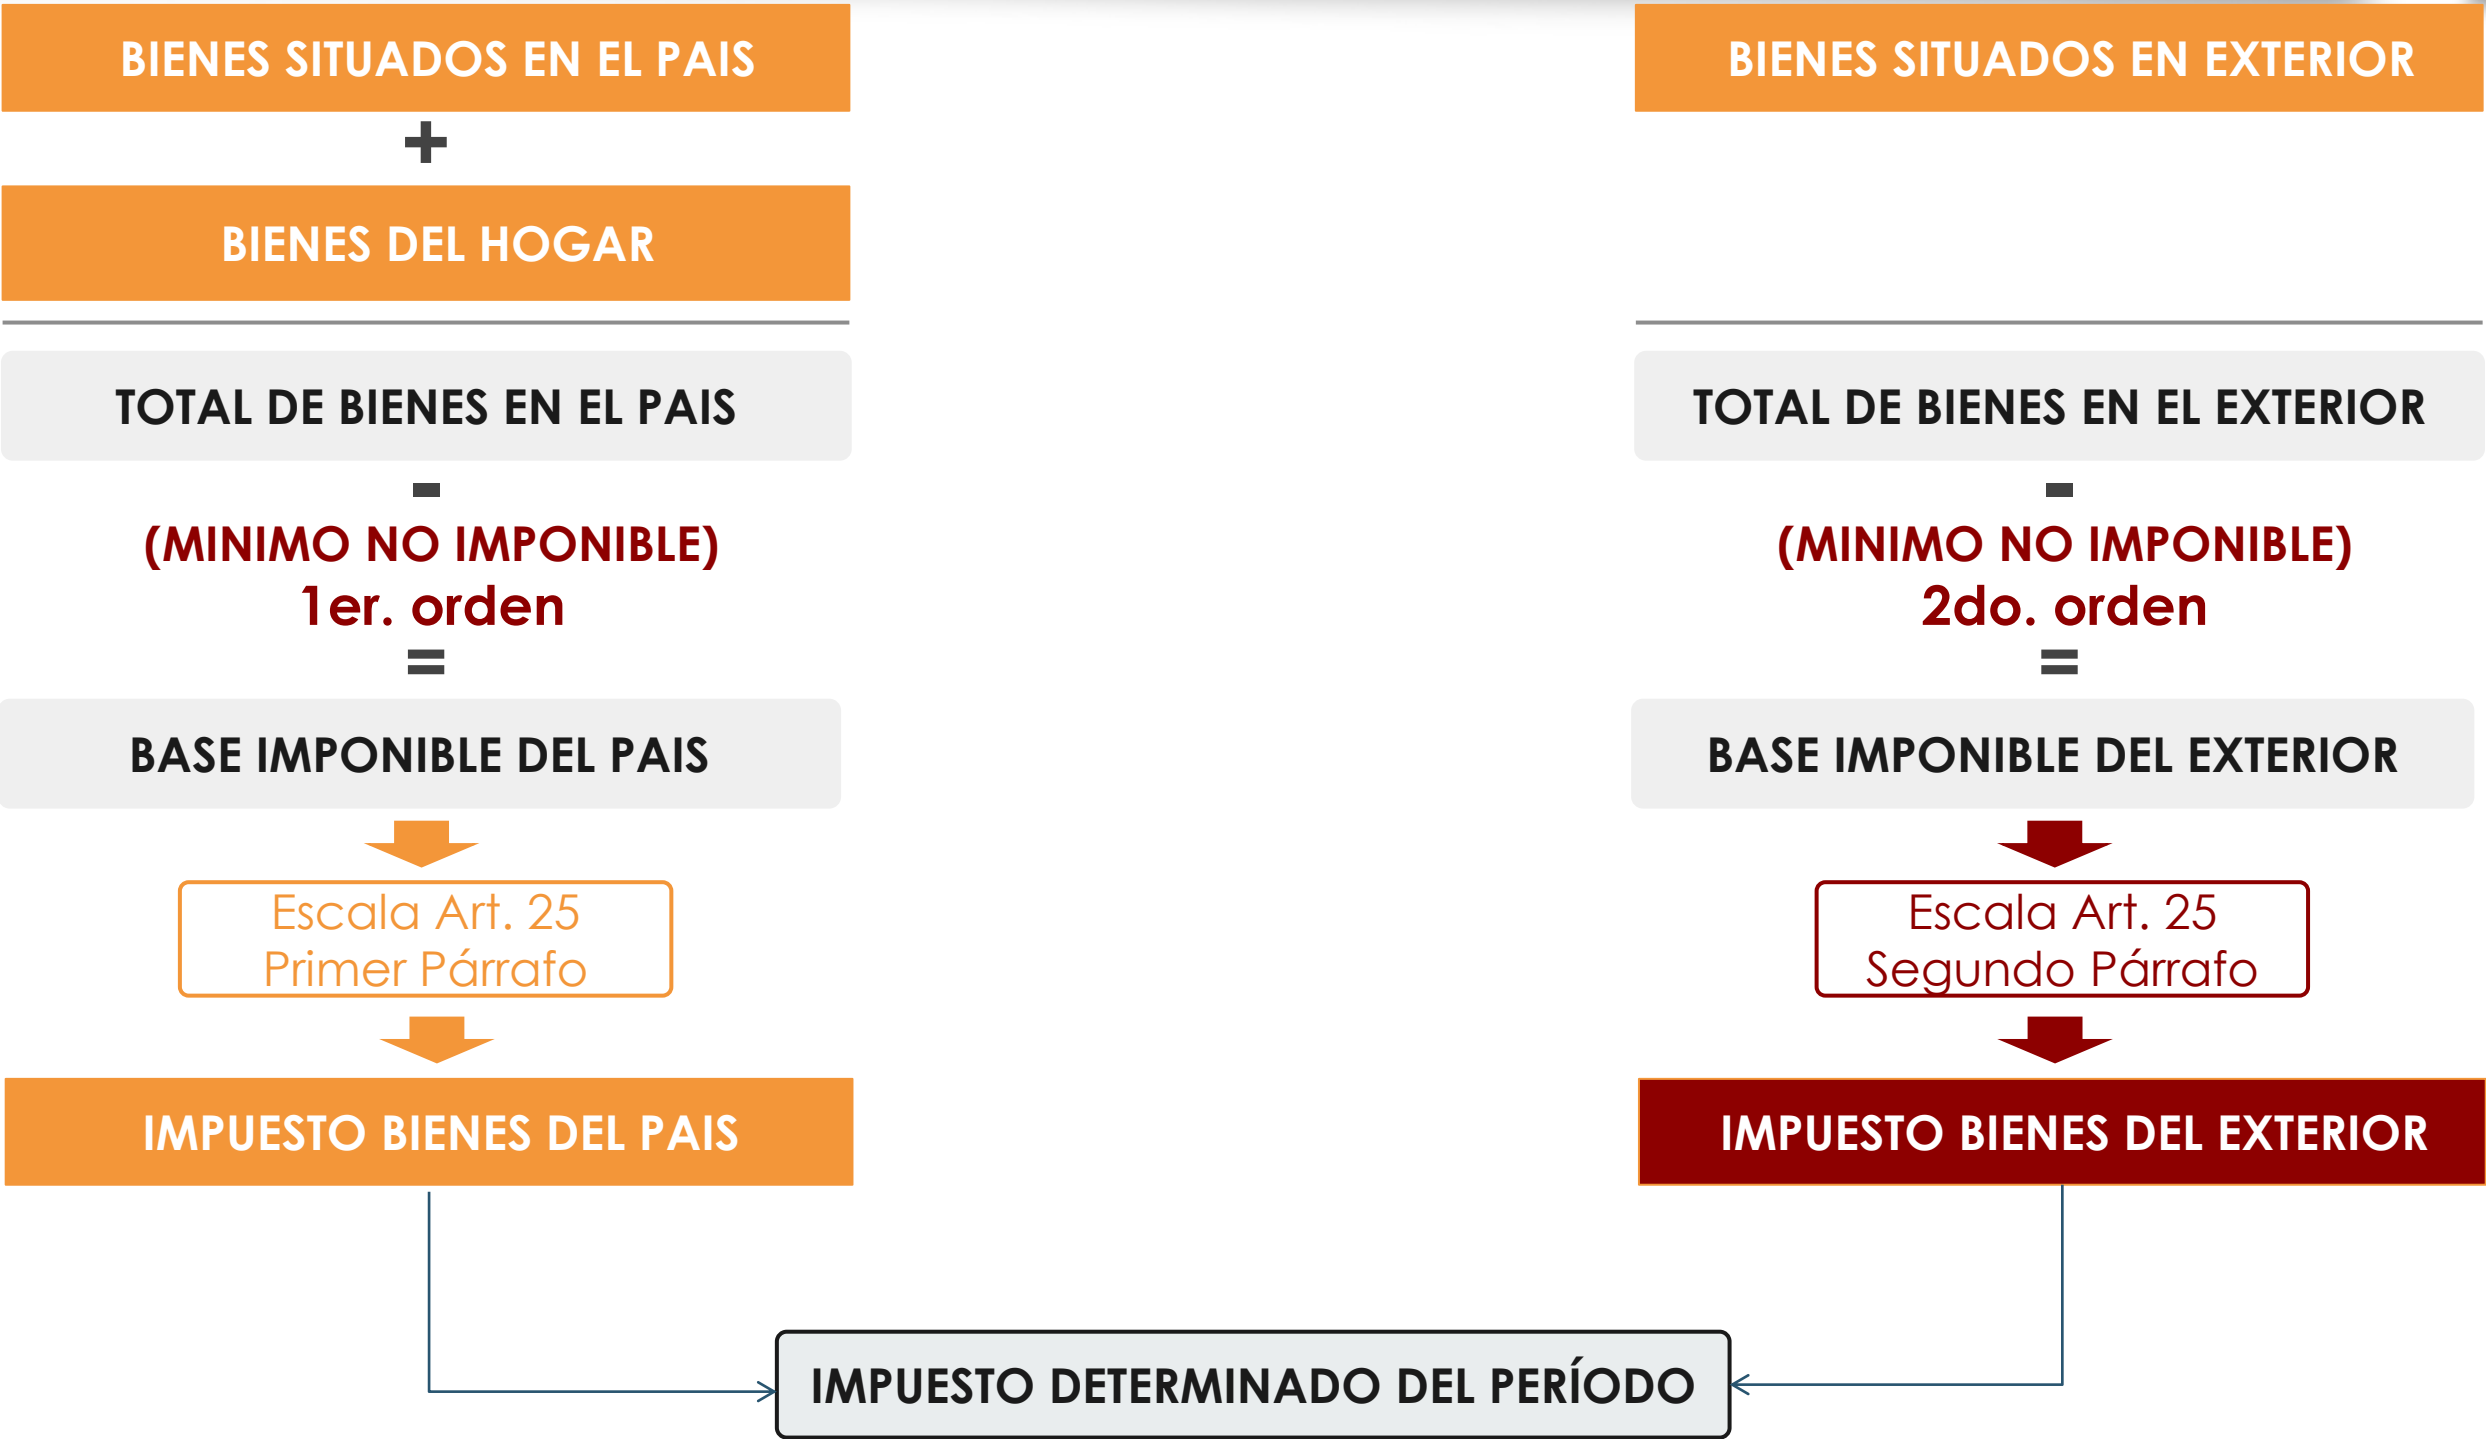 BIENES SITUADOS EN EL PAIS
+
BIENES DEL HOGAR
TOTAL DE BIENES EN EL PAIS
-
(MINIMO NO IMPONIBLE)
1er. orden
=
BASE IMPONIBLE DEL PAIS
Escala Art. 25
Primer Párrafo
IMPUESTO BIENES DEL PAIS
BIENES SITUADOS EN EXTERIOR
TOTAL DE BIENES EN EL EXTERIOR
-
(MINIMO NO IMPONIBLE)
2do. orden
=
BASE IMPONIBLE DEL EXTERIOR
Escala Art. 25
Segundo Párrafo
IMPUESTO BIENES DEL EXTERIOR
IMPUESTO DETERMINADO DEL PERÍODO